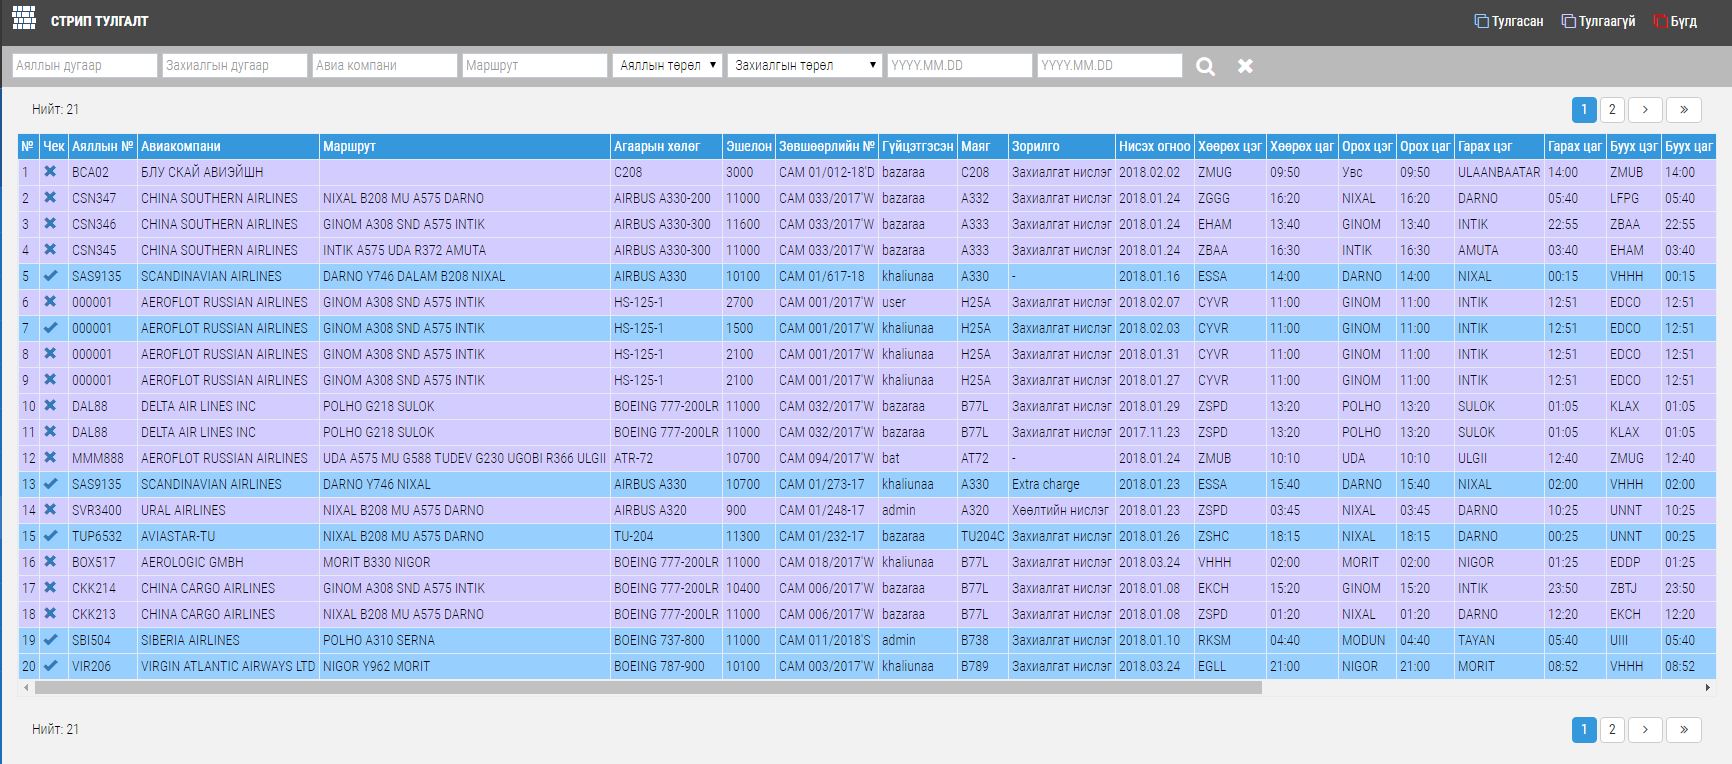 СТРИП ТУЛГАЛТ Тулгасан Тулгаагүй Бүгд
Аяллын дугаар Захиалгын дугаар Авиа компани Маршрут Аяллын төрөл Захиалгын төрөл YYYY.MM.DD YYYY.MM.DD
Нийт: 21 1 2 › »
№ Чек Аяллын № Авиакомпани Маршрут Агаарын хөлөг Эшелон Зөвшөөрлийн № Гүйцэтгэсэн Маяг Зорилго Нисэх огноо Хөөрөх цэг Хөөрөх цаг Орох цэг Орох цаг Гарах цэг Гарах цаг Буух цэг Буух цаг
1 BCA02 БЛУ СКАЙ АВИЭЙШН C208 3000 CAM 01/012-18'D bazaraa C208 Захиалгат нислэг 2018.02.02 ZMUG 09:50 Увс 09:50 ULAANBAATAR 14:00 ZMUB 14:00
2 CSN347 CHINA SOUTHERN AIRLINES NIXAL B208 MU A575 DARNO AIRBUS A330-200 11000 CAM 033/2017'W bazaraa A332 Захиалгат нислэг 2018.01.24 ZGGG 16:20 NIXAL 16:20 DARNO 05:40 LFPG 05:40
3 CSN346 CHINA SOUTHERN AIRLINES GINOM A308 SND A575 INTIK AIRBUS A330-300 11600 CAM 033/2017'W bazaraa A333 Захиалгат нислэг 2018.01.24 EHAM 13:40 GINOM 13:40 INTIK 22:55 ZBAA 22:55
4 CSN345 CHINA SOUTHERN AIRLINES INTIK A575 UDA R372 AMUTA AIRBUS A330-300 11000 CAM 033/2017'W bazaraa A333 Захиалгат нислэг 2018.01.24 ZBAA 16:30 INTIK 16:30 AMUTA 03:40 EHAM 03:40
5 SAS9135 SCANDINAVIAN AIRLINES DARNO Y746 DALAM B208 NIXAL AIRBUS A330 10100 CAM 01/617-18 khaliunaa A330 - 2018.01.16 ESSA 14:00 DARNO 14:00 NIXAL 00:15 VHHH 00:15
6 000001 AEROFLOT RUSSIAN AIRLINES GINOM A308 SND A575 INTIK HS-125-1 2700 CAM 001/2017'W user H25A Захиалгат нислэг 2018.02.07 CYVR 11:00 GINOM 11:00 INTIK 12:51 EDCO 12:51
7 000001 AEROFLOT RUSSIAN AIRLINES GINOM A308 SND A575 INTIK HS-125-1 1500 CAM 001/2017'W khaliunaa H25A Захиалгат нислэг 2018.02.03 CYVR 11:00 GINOM 11:00 INTIK 12:51 EDCO 12:51
8 000001 AEROFLOT RUSSIAN AIRLINES GINOM A308 SND A575 INTIK HS-125-1 2100 CAM 001/2017'W khaliunaa H25A Захиалгат нислэг 2018.01.31 CYVR 11:00 GINOM 11:00 INTIK 12:51 EDCO 12:51
9 000001 AEROFLOT RUSSIAN AIRLINES GINOM A308 SND A575 INTIK HS-125-1 2100 CAM 001/2017'W khaliunaa H25A Захиалгат нислэг 2018.01.27 CYVR 11:00 GINOM 11:00 INTIK 12:51 EDCO 12:51
10 DAL88 DELTA AIR LINES INC POLHO G218 SULOK BOEING 777-200LR 11000 CAM 032/2017'W bazaraa B77L Захиалгат нислэг 2018.01.29 ZSPD 13:20 POLHO 13:20 SULOK 01:05 KLAX 01:05
11 DAL88 DELTA AIR LINES INC POLHO G218 SULOK BOEING 777-200LR 11000 CAM 032/2017'W bazaraa B77L Захиалгат нислэг 2017.11.23 ZSPD 13:20 POLHO 13:20 SULOK 01:05 KLAX 01:05
12 MMM888 AEROFLOT RUSSIAN AIRLINES UDA A575 MU G588 TUDEV G230 UGOBI R366 ULGII ATR-72 10700 CAM 094/2017'W bat AT72 - 2018.01.24 ZMUB 10:10 UDA 10:10 ULGII 12:40 ZMUG 12:40
13 SAS9135 SCANDINAVIAN AIRLINES DARNO Y746 NIXAL AIRBUS A330 10700 CAM 01/273-17 khaliunaa A330 Extra charge 2018.01.23 ESSA 15:40 DARNO 15:40 NIXAL 02:00 VHHH 02:00
14 SVR3400 URAL AIRLINES NIXAL B208 MU A575 DARNO AIRBUS A320 900 CAM 01/248-17 admin A320 Хөөлтийн нислэг 2018.01.23 ZSPD 03:45 NIXAL 03:45 DARNO 10:25 UNNT 10:25
15 TUP6532 AVIASTAR-TU NIXAL B208 MU A575 DARNO TU-204 11300 CAM 01/232-17 bazaraa TU204C Захиалгат нислэг 2018.01.26 ZSHC 18:15 NIXAL 18:15 DARNO 00:25 UNNT 00:25
16 BOX517 AEROLOGIC GMBH MORIT B330 NIGOR BOEING 777-200LR 11000 CAM 018/2017'W khaliunaa B77L Захиалгат нислэг 2018.03.24 VHHH 02:00 MORIT 02:00 NIGOR 01:25 EDDP 01:25
17 CKK214 CHINA CARGO AIRLINES GINOM A308 SND A575 INTIK BOEING 777-200LR 10400 CAM 006/2017'W bazaraa B77L Захиалгат нислэг 2018.01.08 EKCH 15:20 GINOM 15:20 INTIK 23:50 ZBTJ 23:50
18 CKK213 CHINA CARGO AIRLINES NIXAL B208 MU A575 DARNO BOEING 777-200LR 11000 CAM 006/2017'W bazaraa B77L Захиалгат нислэг 2018.01.08 ZSPD 01:20 NIXAL 01:20 DARNO 12:20 EKCH 12:20
19 SBI504 SIBERIA AIRLINES POLHO A310 SERNA BOEING 737-800 11000 CAM 011/2018'S admin B738 Захиалгат нислэг 2018.01.10 RKSM 04:40 MODUN 04:40 TAYAN 05:40 UIII 05:40
20 VIR206 VIRGIN ATLANTIC AIRWAYS LTD NIGOR Y962 MORIT BOEING 787-900 10100 CAM 003/2017'W khaliunaa B789 Захиалгат нислэг 2018.03.24 EGLL 21:00 NIGOR 21:00 MORIT 08:52 VHHH 08:52
Нийт: 21 1 2 › »